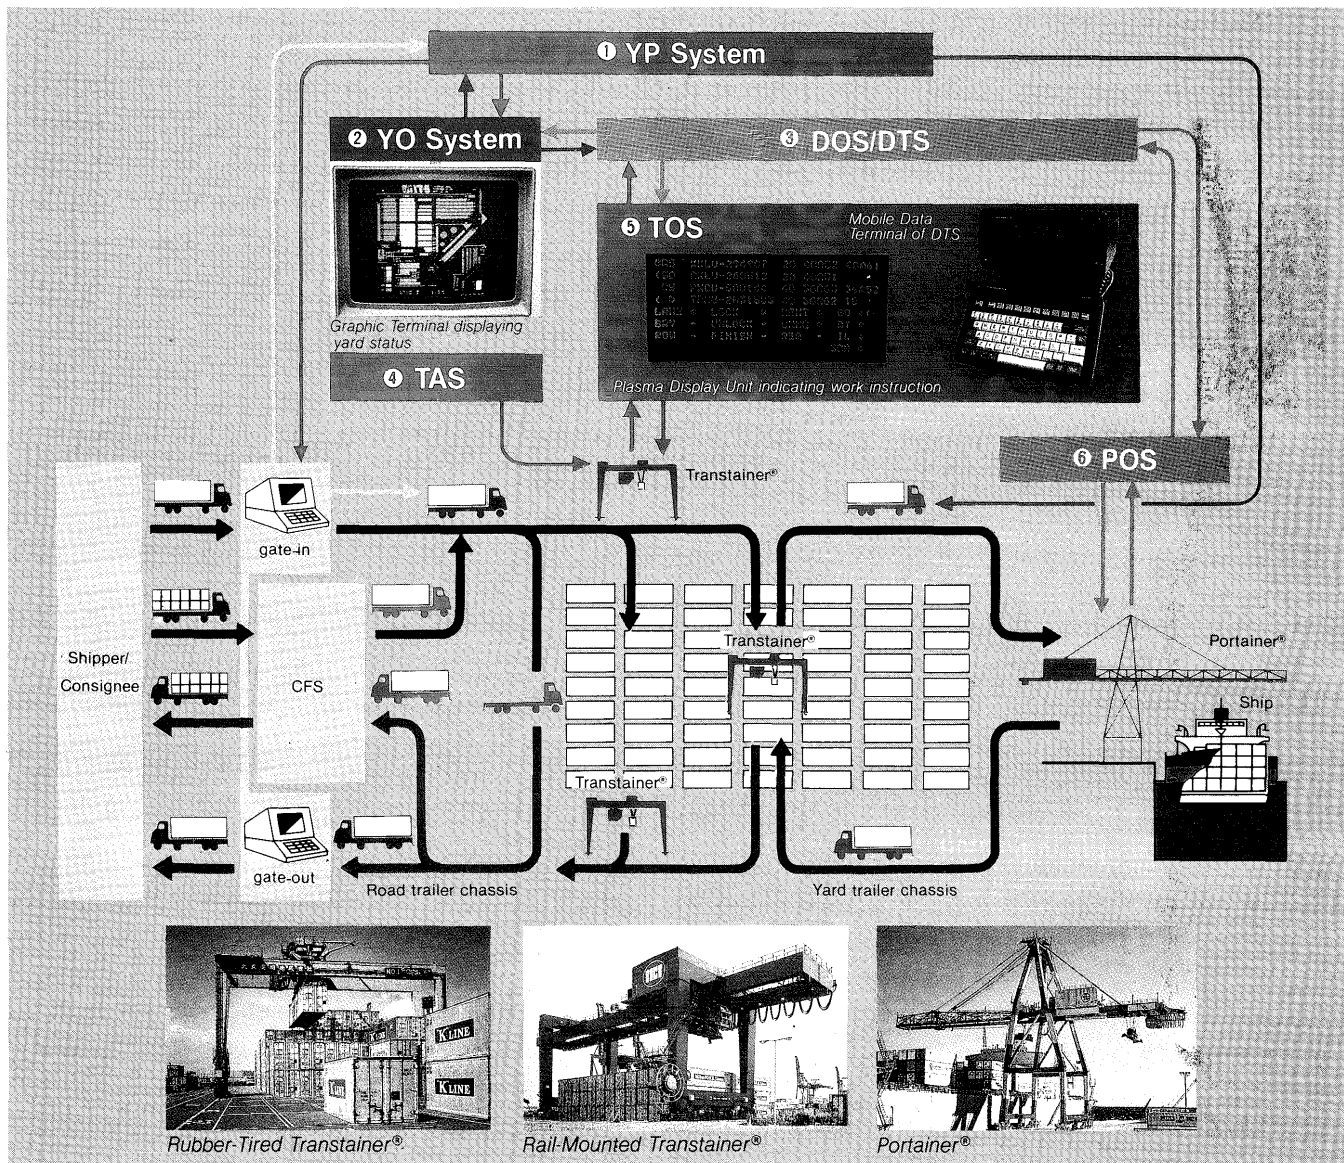 ❶ YP System
❷ YO System
❸ DOS/DTS
Graphic Terminal displaying
yard status
❺ TOS
Mobile Data
Terminal of DTS
Plasma Display Unit indicating work instruction
❹ TAS
❻ POS
Transtainer®
gate-in
Shipper/
Consignee
CFS
Transtainer®
Portainer®
Ship
Transtainer®
gate-out
Road trailer chassis
Yard trailer chassis
K LINE
K LINE
K LINE
Rubber-Tired Transtainer®
Rail-Mounted Transtainer®
Portainer®